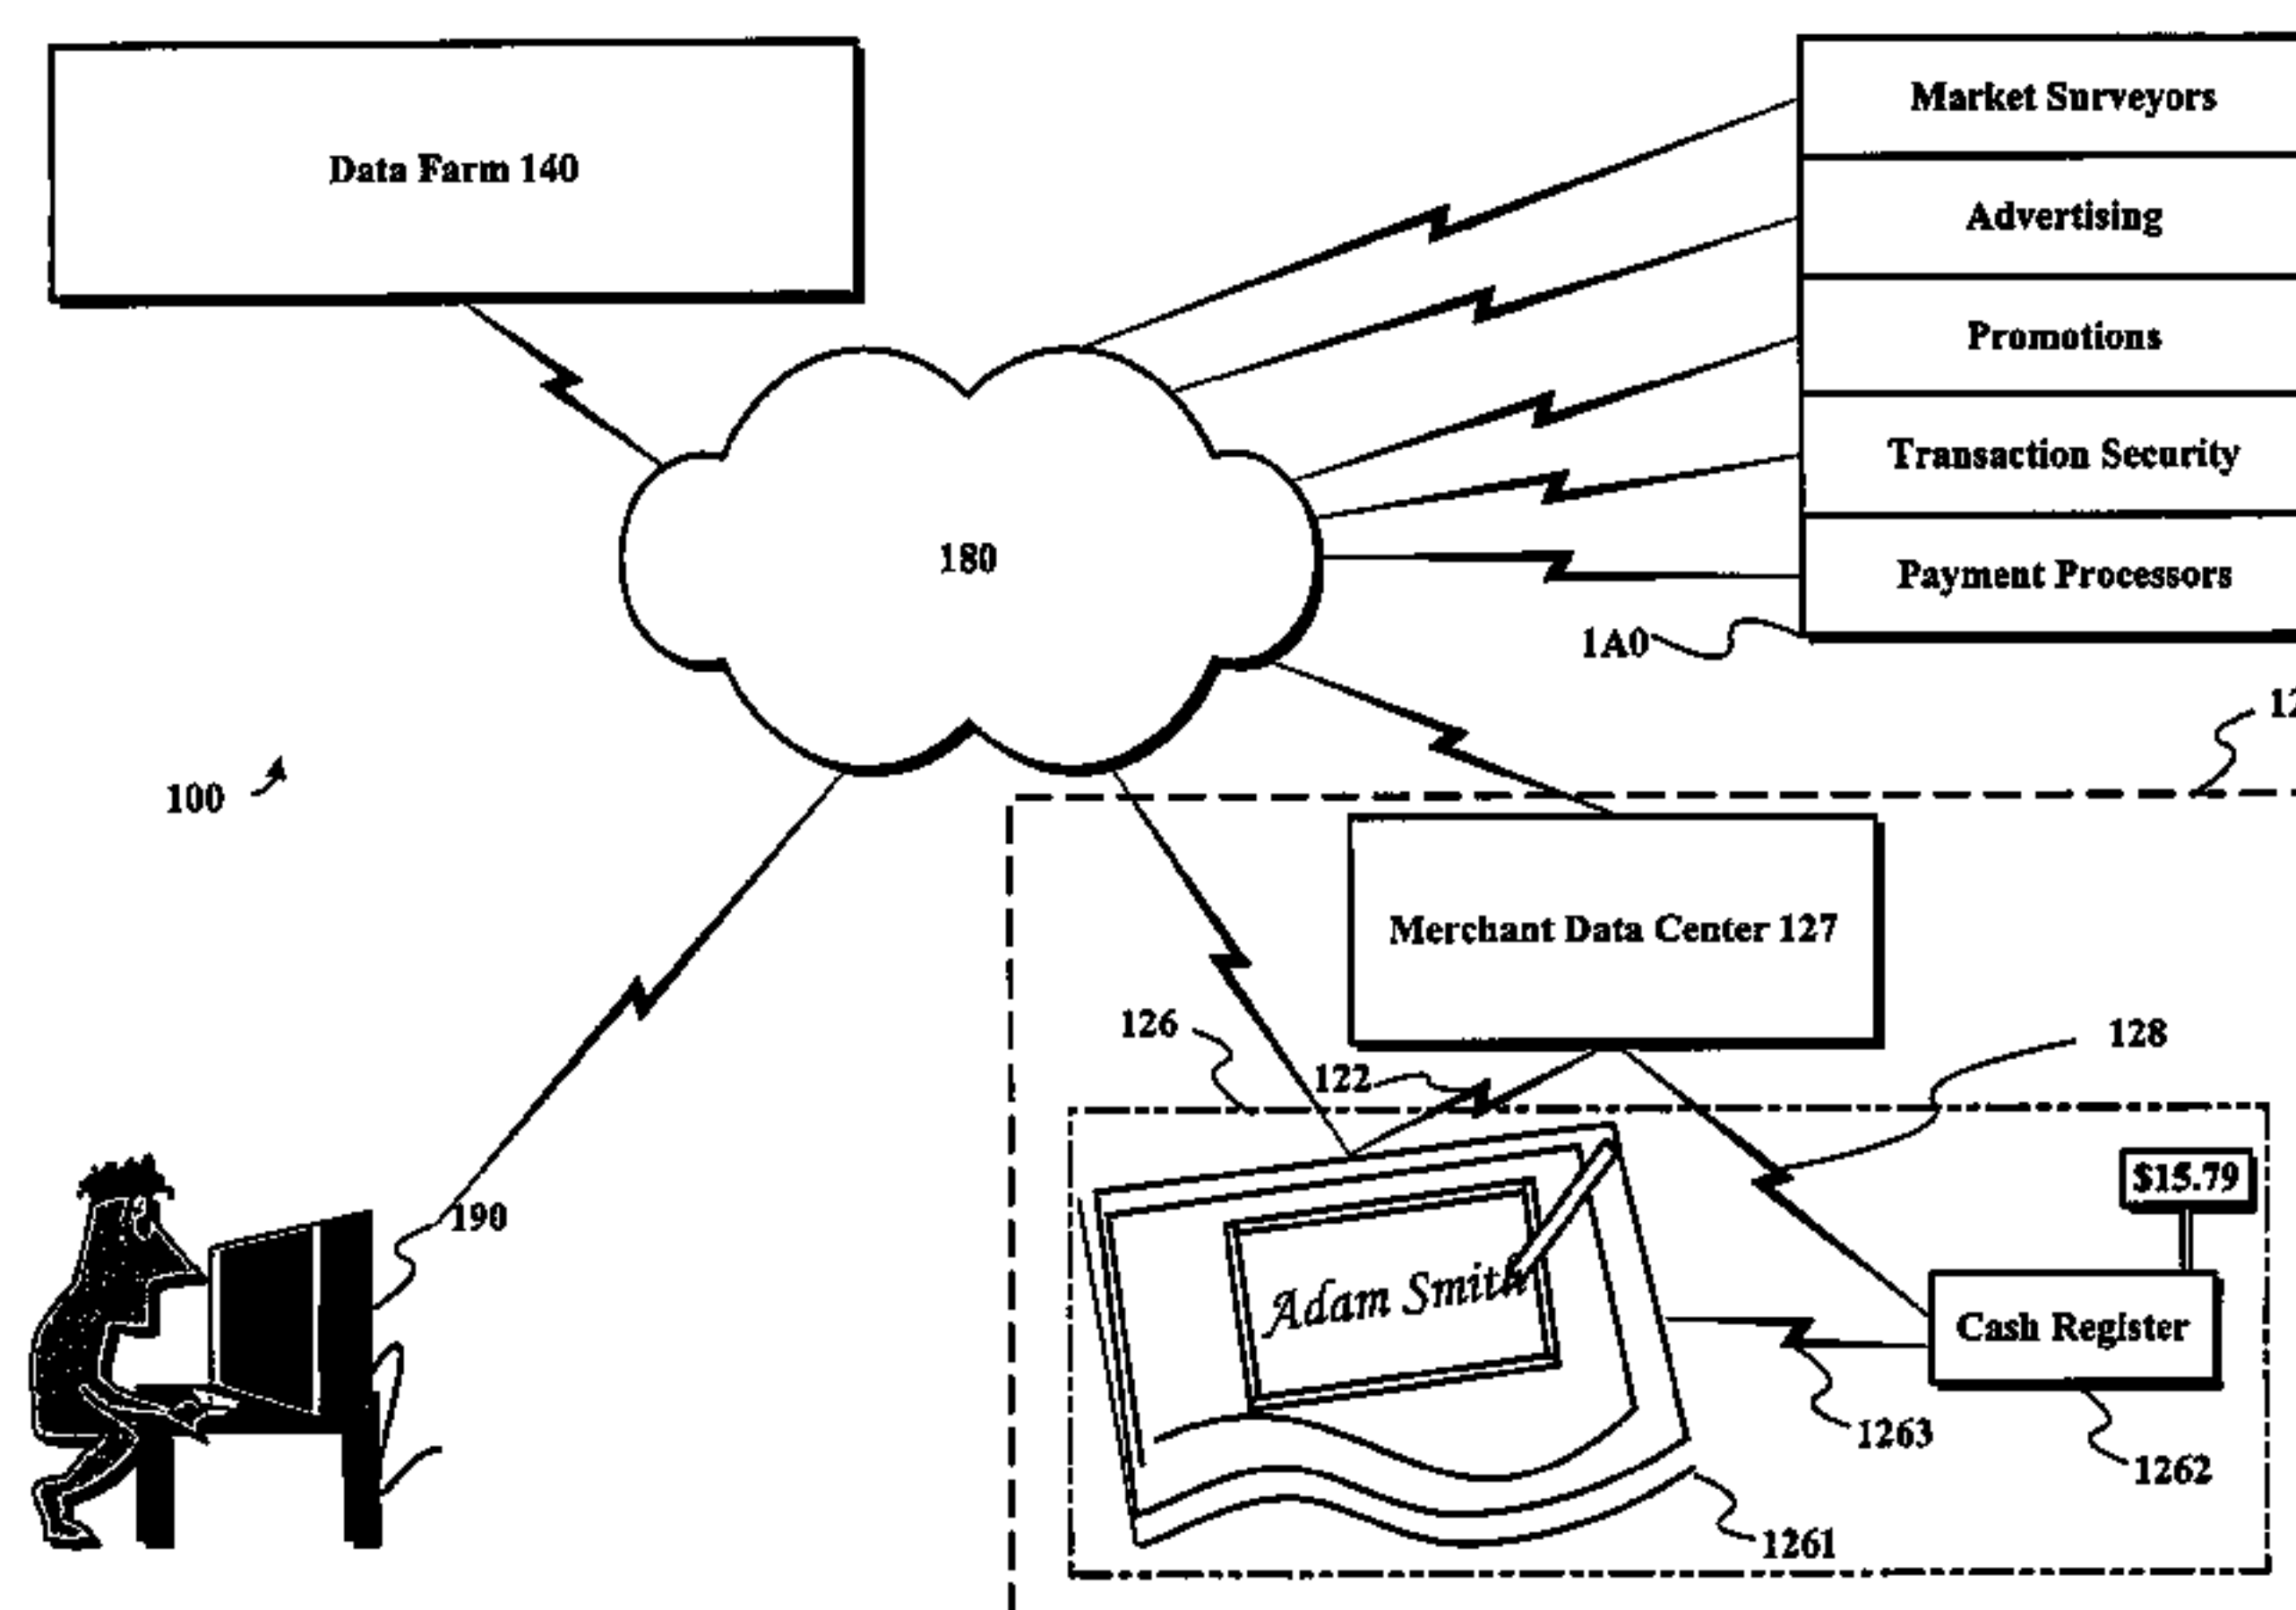 Data Farm 140
Market Surveyors
Advertising
Promotions
Transaction Security
Payment Processors
180
1A0
100
Merchant Data Center 127
126
122
128
190
$15.79
Adam Smith
Cash Register
1263
1262
1261